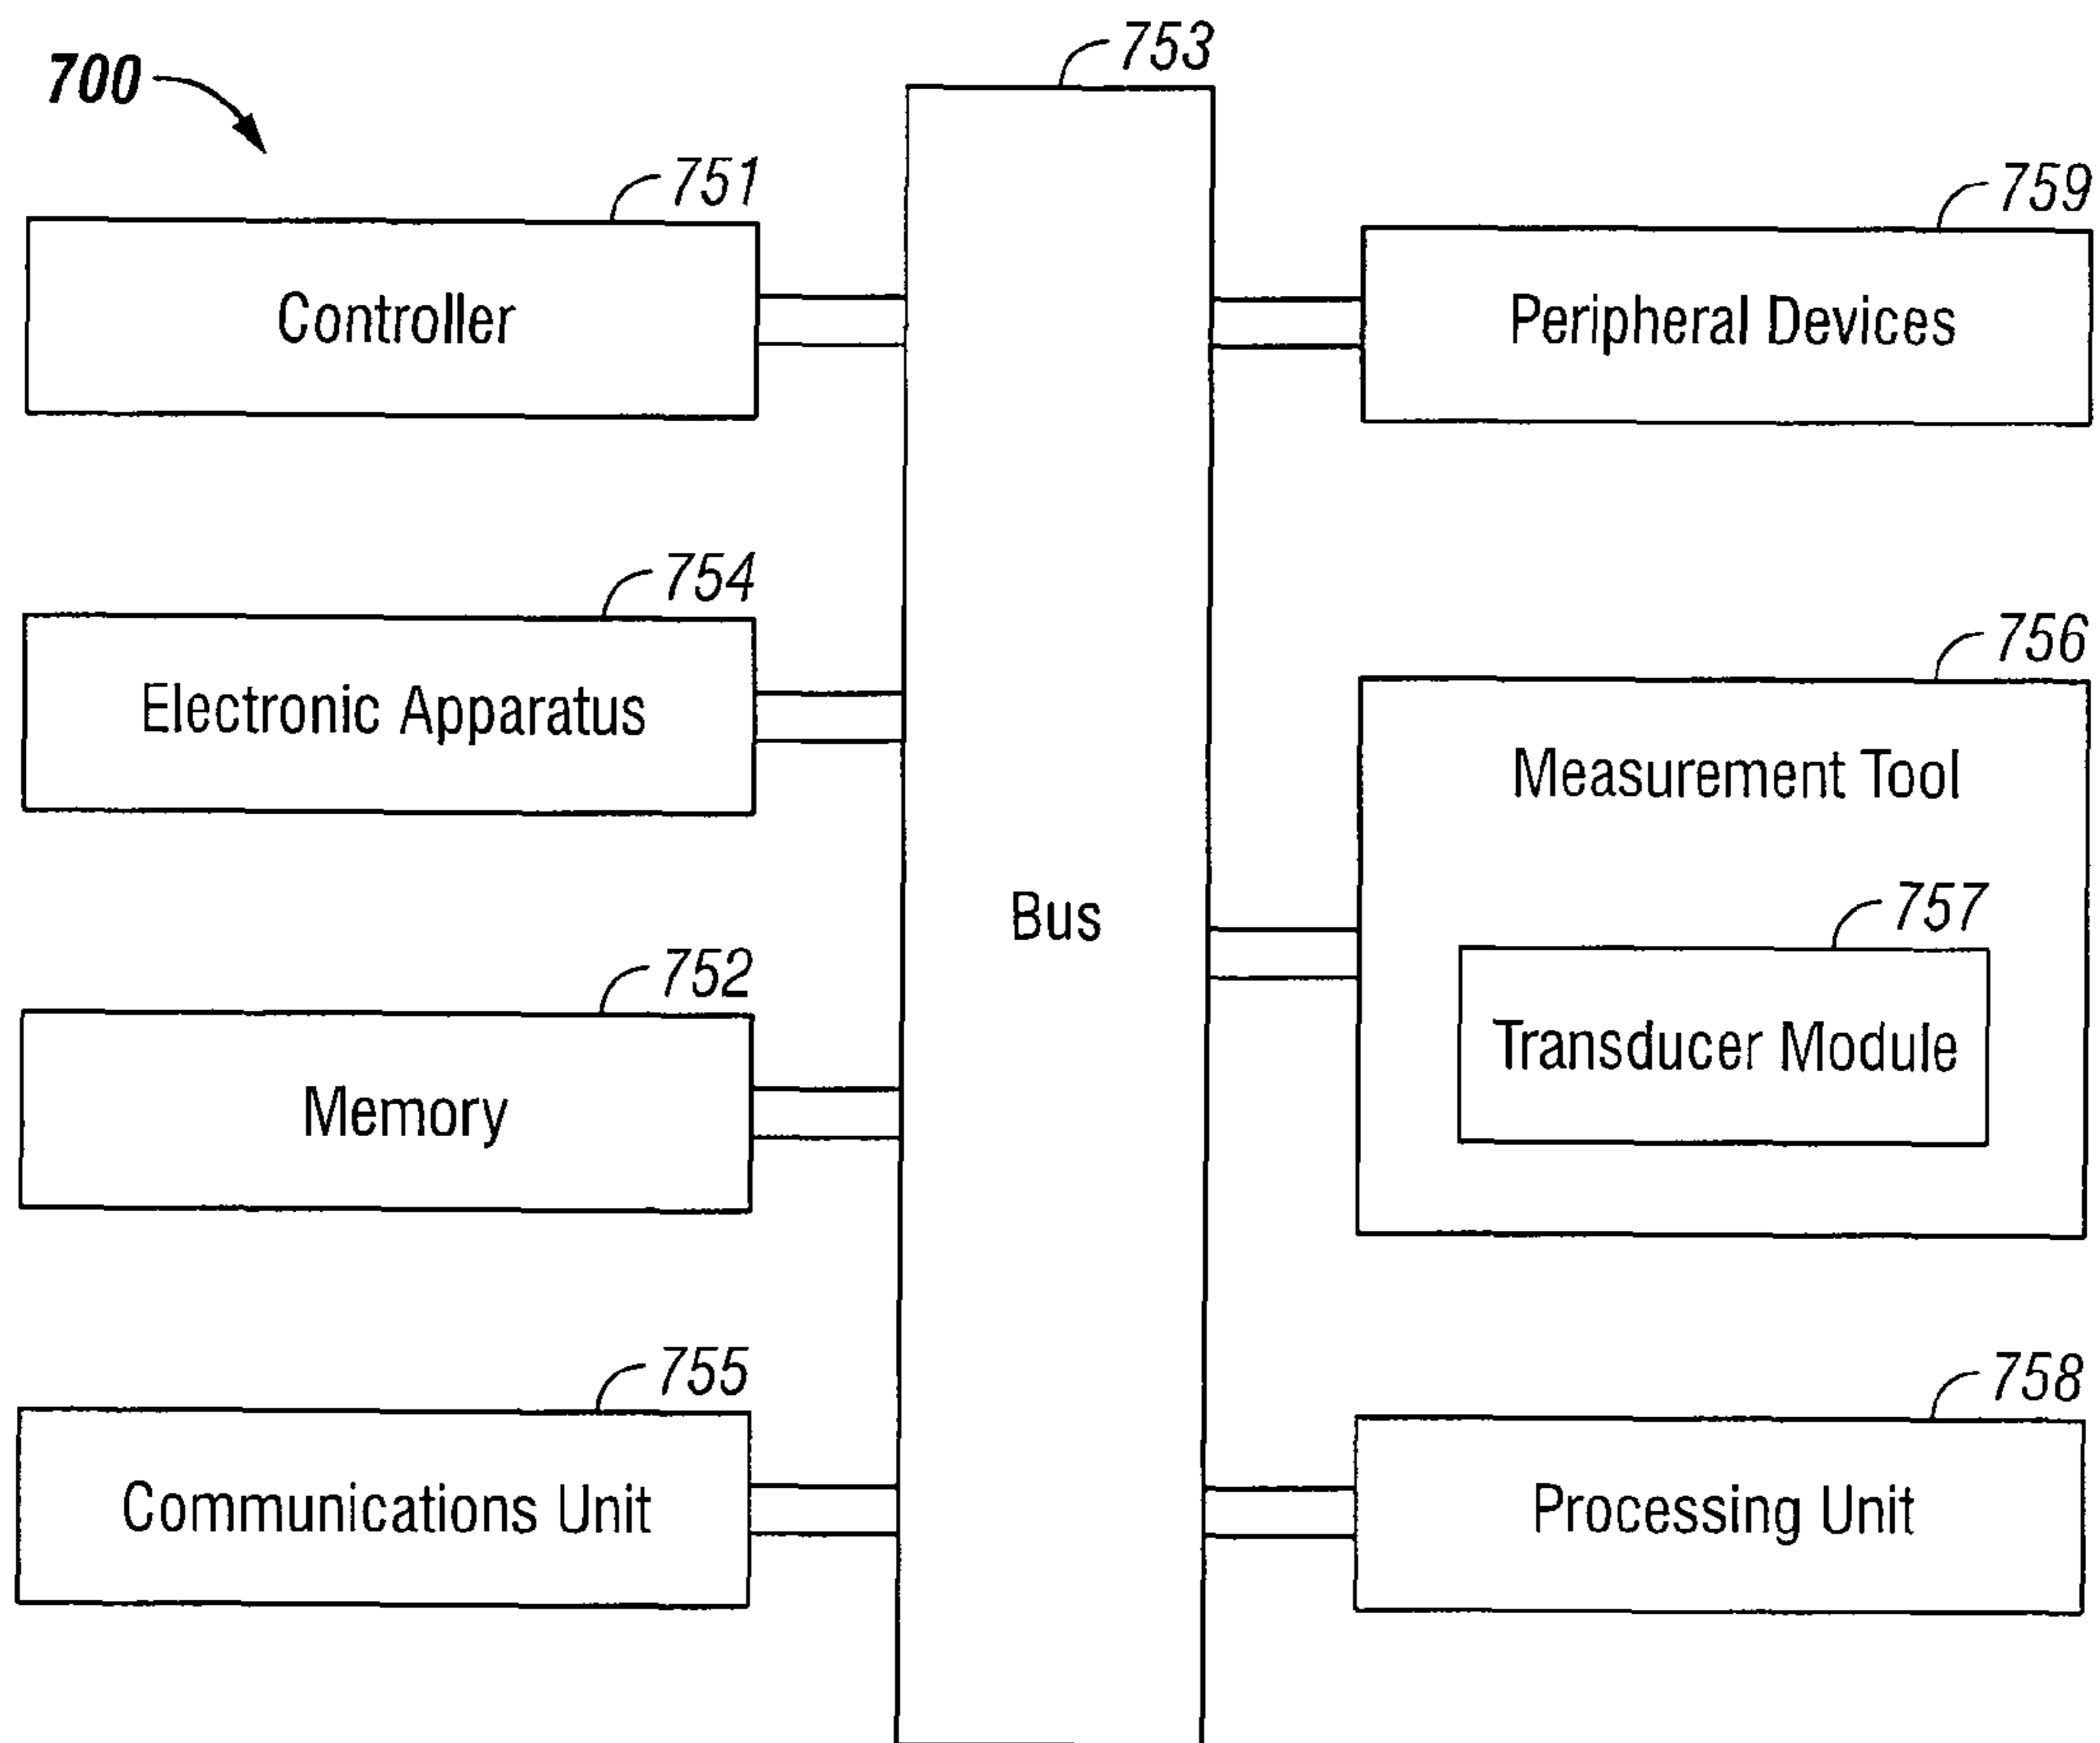 753
700
751
759
Controller
Peripheral Devices
754
756
Electronic Apparatus
Measurement Tool
Bus
757
752
Transducer Module
Memory
755
758
Communications Unit
Processing Unit